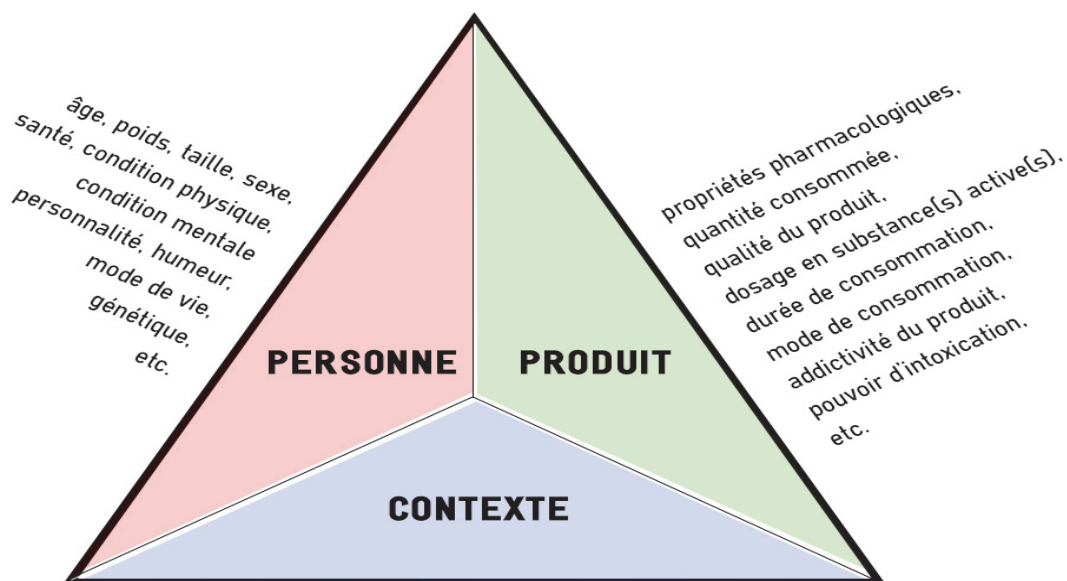 âge, poids, taille, sexe,
santé, condition physique,
condition mentale
personnalité, humeur,
mode de vie,
génétique,
etc.
PERSONNE
PRODUIT
propriétés pharmacologiques,
quantité consommée,
qualité du produit,
dosage en substance(s) active(s),
durée de consommation,
mode de consommation,
addictivité du produit,
pouvoir d'intoxication,
etc.
CONTEXTE